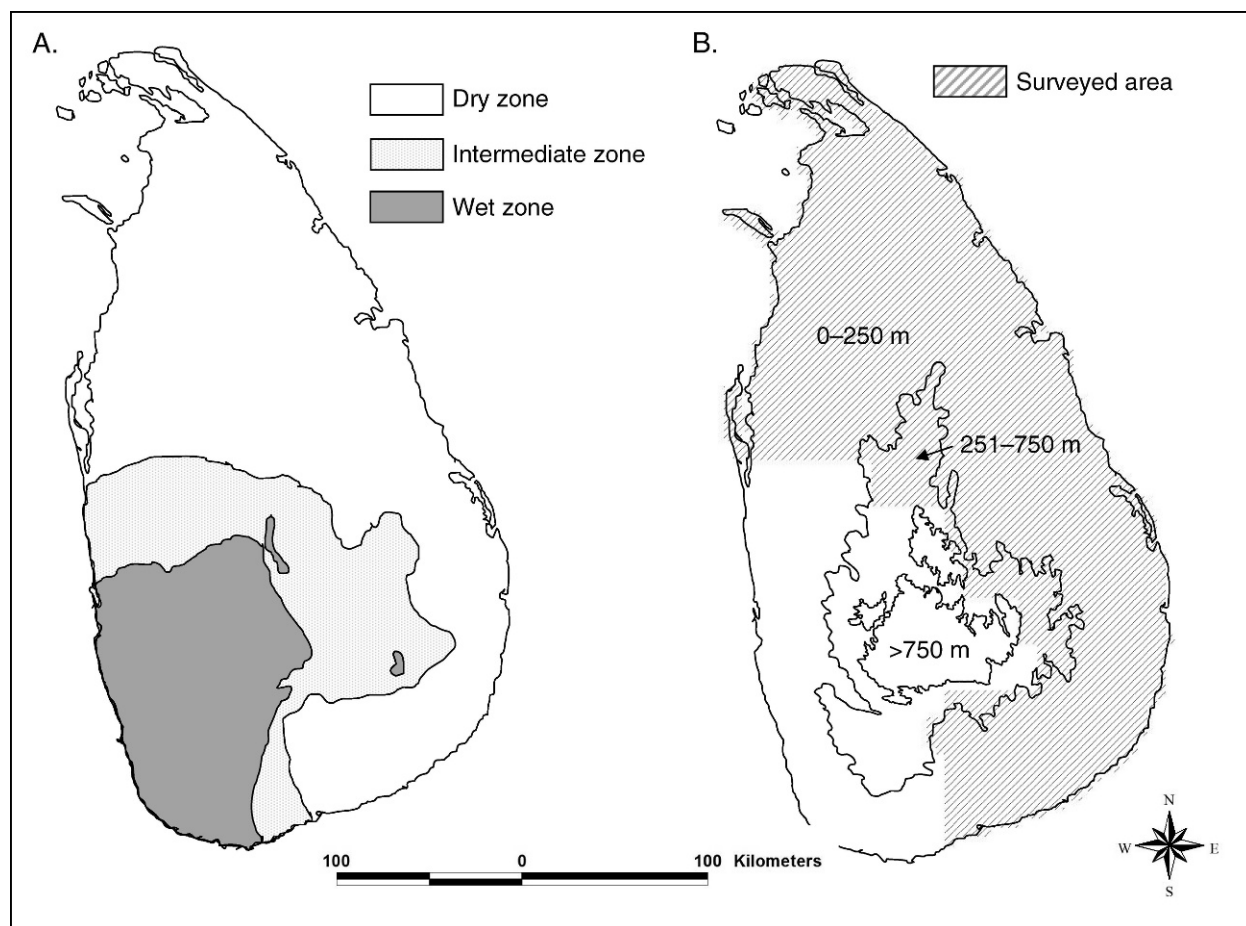 A.
Dry zone
Intermediate zone
Wet zone
B.
Surveyed area
0–250 m
251–750 m
>750 m
100 0 100 Kilometers
N
W E
S